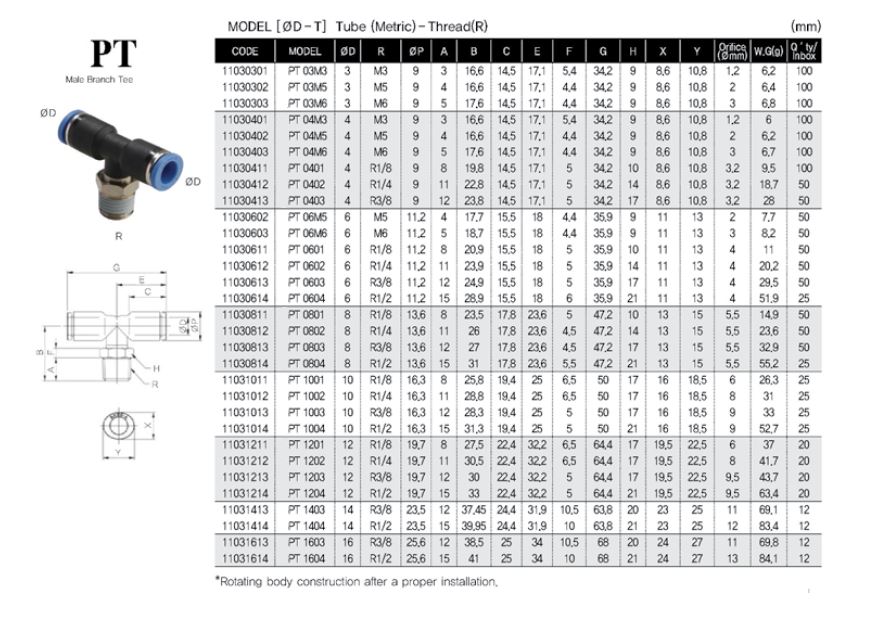 MODEL [ØD-T] Tube (Metric)-Thread(R) (mm)
PT
Male Branch Tee
ØD
ØD
R
G
E
C
ØD
ØP
B
F
A
H
R
X
Y
CODE MODEL ØD R ØP A B C E F G H X Y Orifice (Ømm) W.G(g) Q'ty/Inbox
11030301 PT 03M3 3 M3 9 3 16,6 14,5 17,1 5,4 34,2 9 8,6 10,8 1,2 6,2 100
11030302 PT 03M5 3 M5 9 4 16,6 14,5 17,1 4,4 34,2 9 8,6 10,8 2 6,4 100
11030303 PT 03M6 3 M6 9 5 17,6 14,5 17,1 4,4 34,2 9 8,6 10,8 3 6,8 100
11030401 PT 04M3 4 M3 9 3 16,6 14,5 17,1 5,4 34,2 9 8,6 10,8 1,2 6 100
11030402 PT 04M5 4 M5 9 4 16,6 14,5 17,1 4,4 34,2 9 8,6 10,8 2 6,2 100
11030403 PT 04M6 4 M6 9 5 17,6 14,5 17,1 4,4 34,2 9 8,6 10,8 3 6,7 100
11030411 PT 0401 4 R1/8 9 8 19,8 14,5 17,1 5 34,2 10 8,6 10,8 3,2 9,5 100
11030412 PT 0402 4 R1/4 9 11 22,8 14,5 17,1 5 34,2 14 8,6 10,8 3,2 18,7 50
11030413 PT 0403 4 R3/8 9 12 23,8 14,5 17,1 5 34,2 17 8,6 10,8 3,2 28 50
11030602 PT 06M5 6 M5 11,2 4 17,7 15,5 18 4,4 35,9 9 11 13 2 7,7 50
11030603 PT 06M6 6 M6 11,2 5 18,7 15,5 18 4,4 35,9 9 11 13 3 8,2 50
11030611 PT 0601 6 R1/8 11,2 8 20,9 15,5 18 5 35,9 10 11 13 4 11 50
11030612 PT 0602 6 R1/4 11,2 11 23,9 15,5 18 5 35,9 14 11 13 4 20,2 50
11030613 PT 0603 6 R3/8 11,2 12 24,9 15,5 18 5 35,9 17 11 13 4 29,5 50
11030614 PT 0604 6 R1/2 11,2 15 28,9 15,5 18 6 35,9 21 11 13 4 51,9 25
11030811 PT 0801 8 R1/8 13,6 8 23,5 17,8 23,6 5 47,2 10 13 15 5,5 14,9 50
11030812 PT 0802 8 R1/4 13,6 11 26 17,8 23,6 4,5 47,2 14 13 15 5,5 23,6 50
11030813 PT 0803 8 R3/8 13,6 12 27 17,8 23,6 4,5 47,2 17 13 15 5,5 32,9 50
11030814 PT 0804 8 R1/2 13,6 15 31 17,8 23,6 5,5 47,2 21 13 15 5,5 55,2 25
11031011 PT 1001 10 R1/8 16,3 8 25,8 19,4 25 6,5 50 17 16 18,5 6 26,3 25
11031012 PT 1002 10 R1/4 16,3 11 28,8 19,4 25 6,5 50 17 16 18,5 8 31 25
11031013 PT 1003 10 R3/8 16,3 12 28,3 19,4 25 5 50 17 16 18,5 9 33 25
11031014 PT 1004 10 R1/2 16,3 15 31,3 19,4 25 5 50 21 16 18,5 9 52,7 25
11031211 PT 1201 12 R1/8 19,7 8 27,5 22,4 32,2 6,5 64,4 17 19,5 22,5 6 37 20
11031212 PT 1202 12 R1/4 19,7 11 30,5 22,4 32,2 6,5 64,4 17 19,5 22,5 8 41,7 20
11031213 PT 1203 12 R3/8 19,7 12 30 22,4 32,2 5 64,4 17 19,5 22,5 9,5 43,7 20
11031214 PT 1204 12 R1/2 19,7 15 33 22,4 32,2 5 64,4 21 19,5 22,5 9,5 63,4 20
11031413 PT 1403 14 R3/8 23,5 12 37,45 24,4 31,9 10,5 63,8 20 23 25 11 69,1 12
11031414 PT 1404 14 R1/2 23,5 15 39,95 24,4 31,9 10 63,8 21 23 25 12 83,4 12
11031613 PT 1603 16 R3/8 25,6 12 38,5 25 34 10,5 68 20 24 27 11 69,8 12
11031614 PT 1604 16 R1/2 25,6 15 41 25 34 10 68 21 24 27 13 84,1 12
*Rotating body construction after a proper installation.